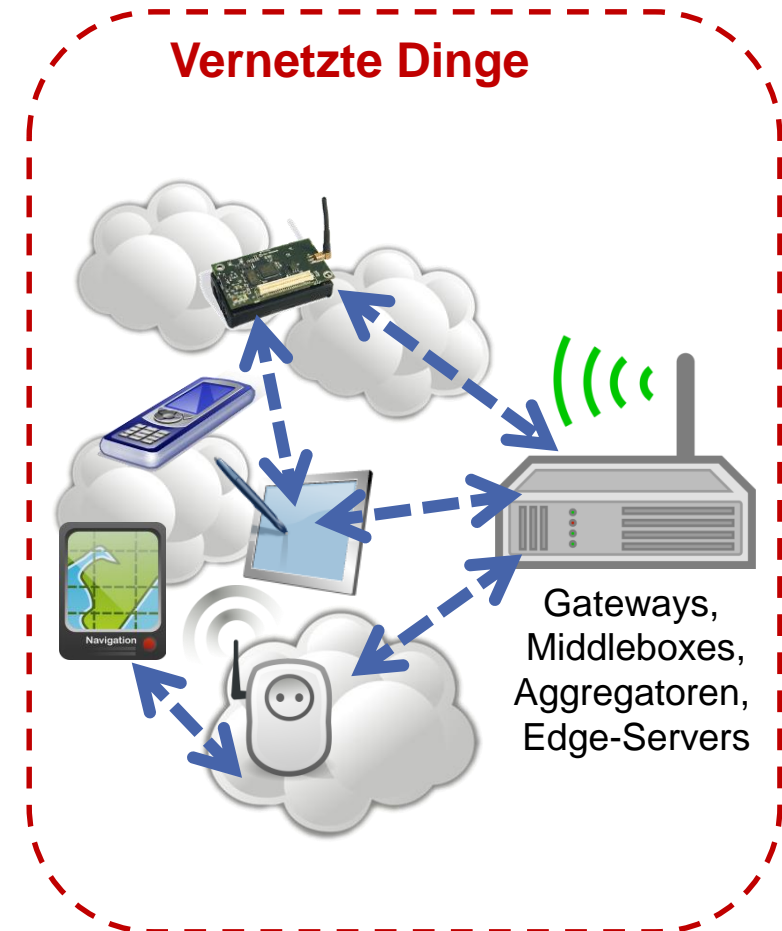 Vernetzte Dinge
Navigation
Gateways,
Middleboxes,
Aggregatoren,
Edge-Servers